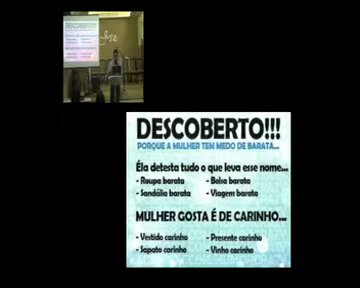 DESCOBERTO!!!
PORQUE A MULHER TEM MEDO DE BARATA...
Ela detesta tudo o que leva esse nome...
- Roupa barata
- Bolsa barata
- Sandália barata
- Viagem barata
MULHER GOSTA É DE CARINHO...
- Vestido carinho
- Presente carinho
- Sapato carinho
- Vinho carinho